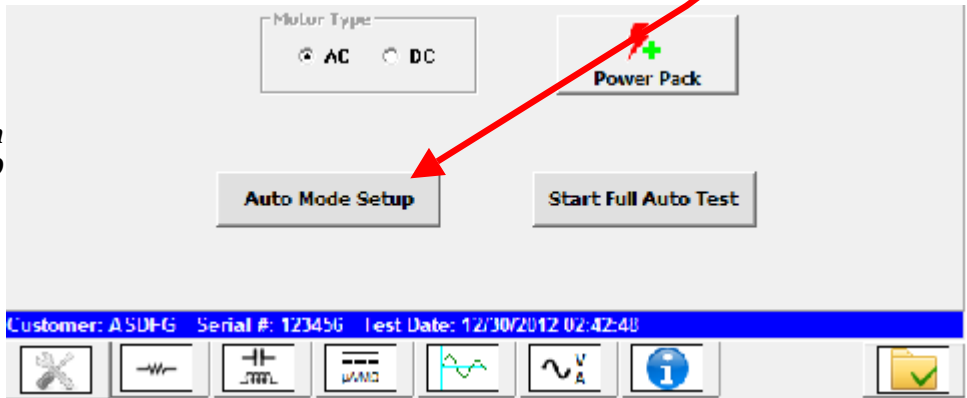 Motor Type
AC DC
Power Pack
Auto Mode Setup
Start Full Auto Test
Customer: ASDFG Serial #: 123456 Test Date: 12/30/2012 02:42:48
V
A